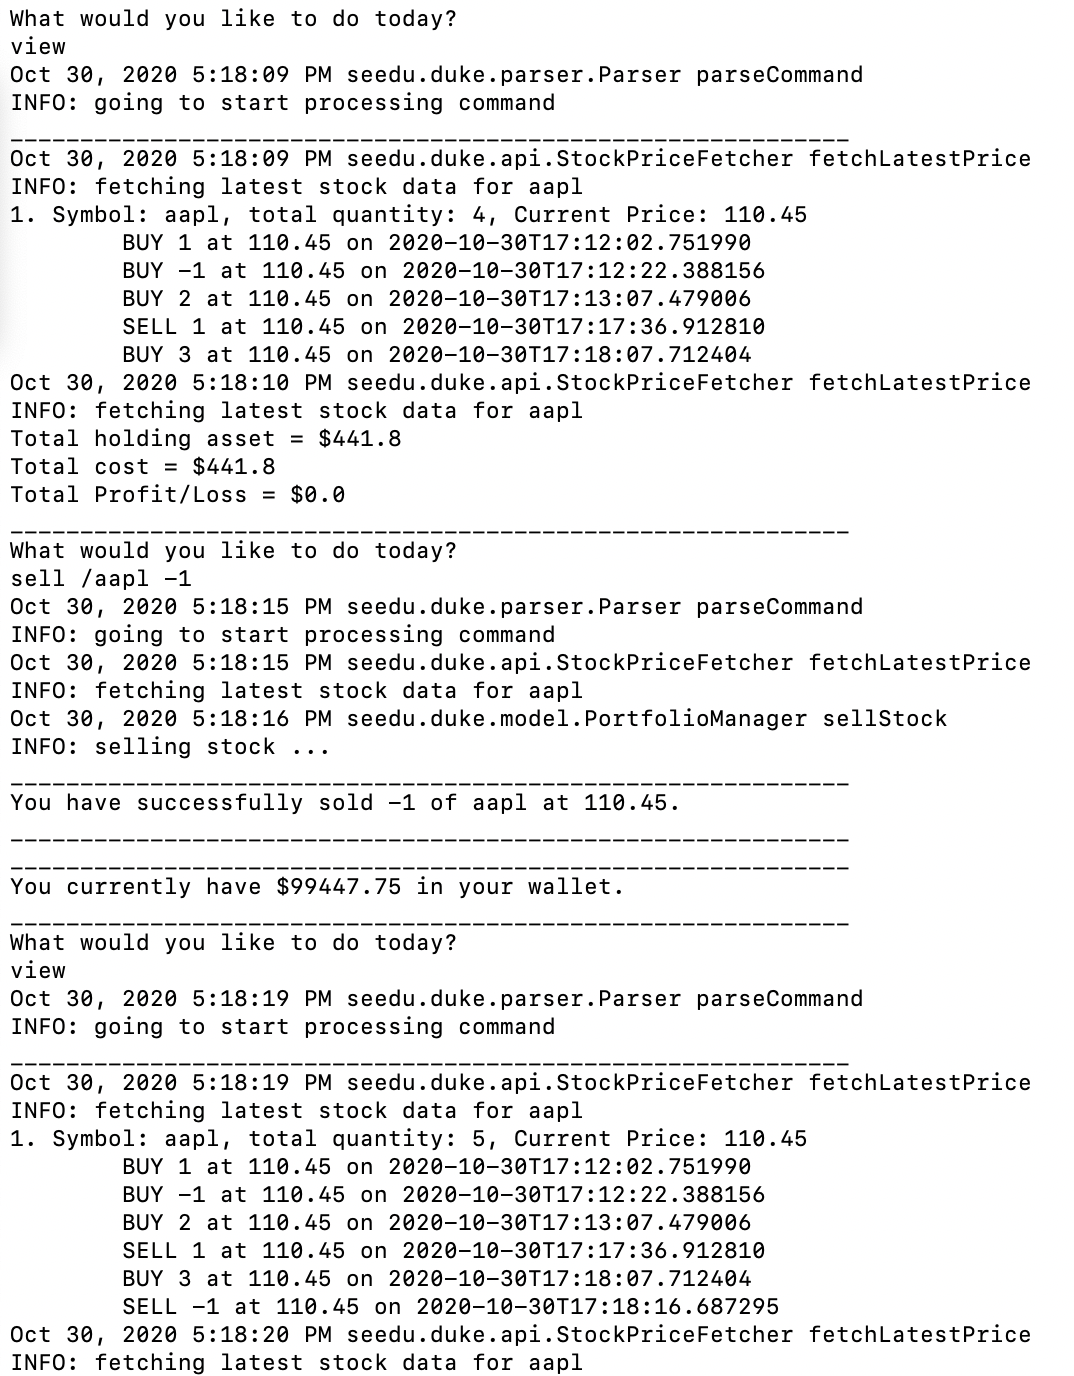 What would you like to do today?
view
Oct 30, 2020 5:18:09 PM seedu.duke.parser.Parser parseCommand
INFO: going to start processing command
____________________________________________________________
Oct 30, 2020 5:18:09 PM seedu.duke.api.StockPriceFetcher fetchLatestPrice
INFO: fetching latest stock data for aapl
1. Symbol: aapl, total quantity: 4, Current Price: 110.45
        BUY 1 at 110.45 on 2020-10-30T17:12:02.751990
        BUY -1 at 110.45 on 2020-10-30T17:12:22.388156
        BUY 2 at 110.45 on 2020-10-30T17:13:07.479006
        SELL 1 at 110.45 on 2020-10-30T17:17:36.912810
        BUY 3 at 110.45 on 2020-10-30T17:18:07.712404
Oct 30, 2020 5:18:10 PM seedu.duke.api.StockPriceFetcher fetchLatestPrice
INFO: fetching latest stock data for aapl
Total holding asset = $441.8
Total cost = $441.8
Total Profit/Loss = $0.0
____________________________________________________________
What would you like to do today?
sell /aapl -1
Oct 30, 2020 5:18:15 PM seedu.duke.parser.Parser parseCommand
INFO: going to start processing command
Oct 30, 2020 5:18:15 PM seedu.duke.api.StockPriceFetcher fetchLatestPrice
INFO: fetching latest stock data for aapl
Oct 30, 2020 5:18:16 PM seedu.duke.model.PortfolioManager sellStock
INFO: selling stock ...
____________________________________________________________
You have successfully sold -1 of aapl at 110.45.
____________________________________________________________
____________________________________________________________
You currently have $99447.75 in your wallet.
____________________________________________________________
What would you like to do today?
view
Oct 30, 2020 5:18:19 PM seedu.duke.parser.Parser parseCommand
INFO: going to start processing command
____________________________________________________________
Oct 30, 2020 5:18:19 PM seedu.duke.api.StockPriceFetcher fetchLatestPrice
INFO: fetching latest stock data for aapl
1. Symbol: aapl, total quantity: 5, Current Price: 110.45
        BUY 1 at 110.45 on 2020-10-30T17:12:02.751990
        BUY -1 at 110.45 on 2020-10-30T17:12:22.388156
        BUY 2 at 110.45 on 2020-10-30T17:13:07.479006
        SELL 1 at 110.45 on 2020-10-30T17:17:36.912810
        BUY 3 at 110.45 on 2020-10-30T17:18:07.712404
        SELL -1 at 110.45 on 2020-10-30T17:18:16.687295
Oct 30, 2020 5:18:20 PM seedu.duke.api.StockPriceFetcher fetchLatestPrice
INFO: fetching latest stock data for aapl